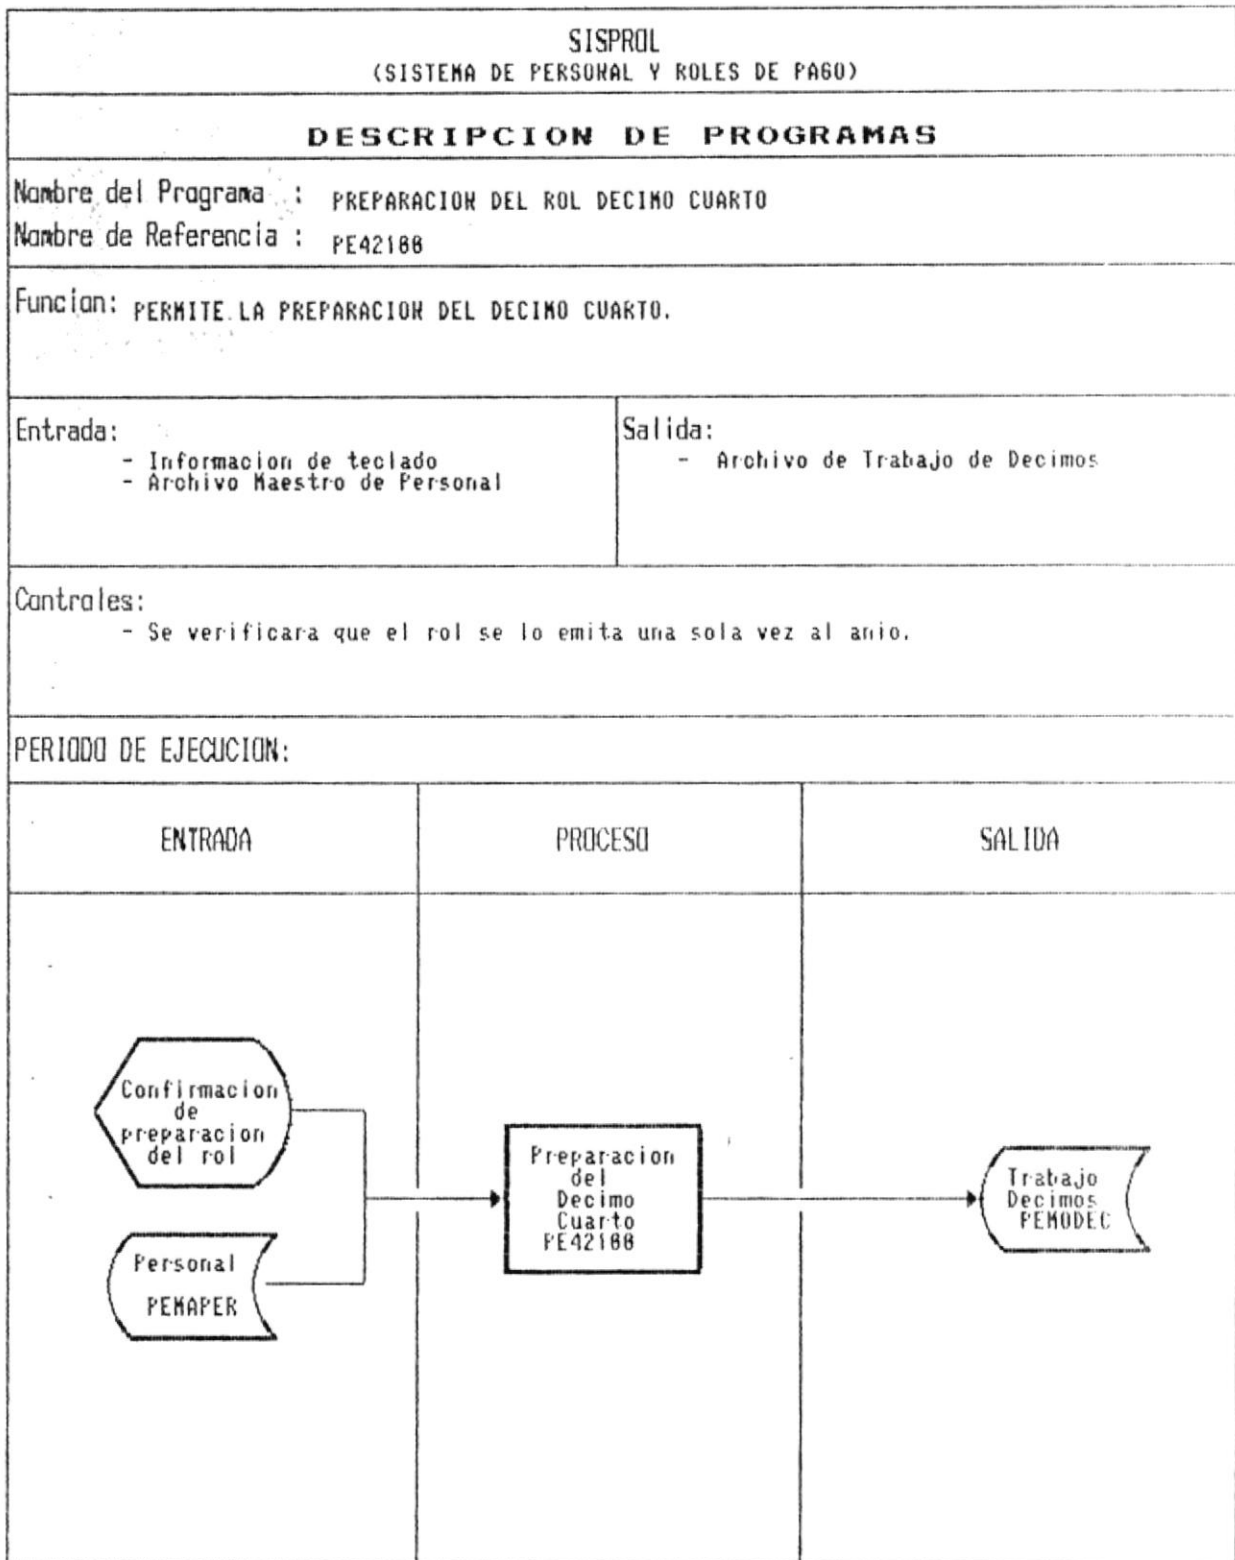 SISPROL
(SISTEMA DE PERSONAL Y ROLES DE PAGO)
DESCRIPCION DE PROGRAMAS
Nombre del Programa : PREPARACION DEL ROL DECIMO CUARTO
Nombre de Referencia : PE42100
Funcion: PERMITE LA PREPARACION DEL DECIMO CUARTO.
Entrada:
- Informacion de teclado
- Archivo Maestro de Personal
Salida:
- Archivo de Trabajo de Decimos
Controles:
- Se verificara que el rol se lo emita una sola vez al anio.
PERIODO DE EJECUCION:
ENTRADA
PROCESO
SALIDA
Confirmacion
de
preparacion
del rol
Personal
PEMAPER
Preparacion
del
Decimo
Cuarto
PE42100
Trabajo
Decimos
PEMODEC